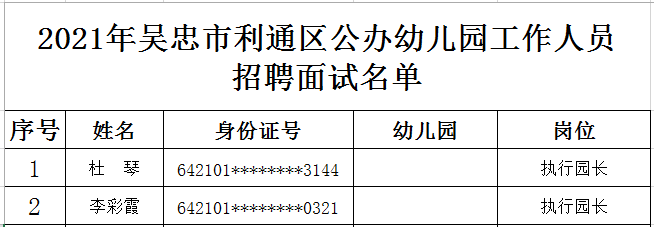 2021年吴忠市利通区公办幼儿园工作人员
招聘面试名单
序号 姓名 身份证号 幼儿园 岗位
1 杜 琴 642101********3144 执行园长
2 李彩霞 642101********0321 执行园长